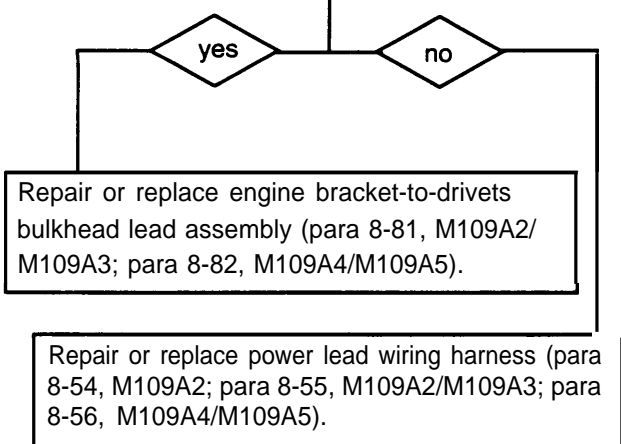 yes
no
Repair or replace engine bracket-to-drivets
bulkhead lead assembly (para 8-81, M109A2/
M109A3; para 8-82, M109A4/M109A5).
Repair or replace power lead wiring harness (para
8-54, M109A2; para 8-55, M109A2/M109A3; para
8-56, M109A4/M109A5).